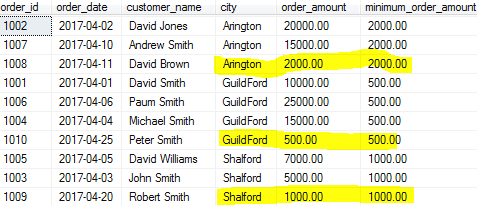 order_id order_date customer_name city order_amount minimum_order_amount
1002 2017-04-02 David Jones Arington 20000.00 2000.00
1007 2017-04-10 Andrew Smith Arington 15000.00 2000.00
1008 2017-04-11 David Brown Arington 2000.00 2000.00
1001 2017-04-01 David Smith GuildFord 10000.00 500.00
1006 2017-04-06 Paum Smith GuildFord 25000.00 500.00
1004 2017-04-04 Michael Smith GuildFord 15000.00 500.00
1010 2017-04-25 Peter Smith GuildFord 500.00 500.00
1005 2017-04-05 David Williams Shalford 7000.00 1000.00
1003 2017-04-03 John Smith Shalford 5000.00 1000.00
1009 2017-04-20 Robert Smith Shalford 1000.00 1000.00